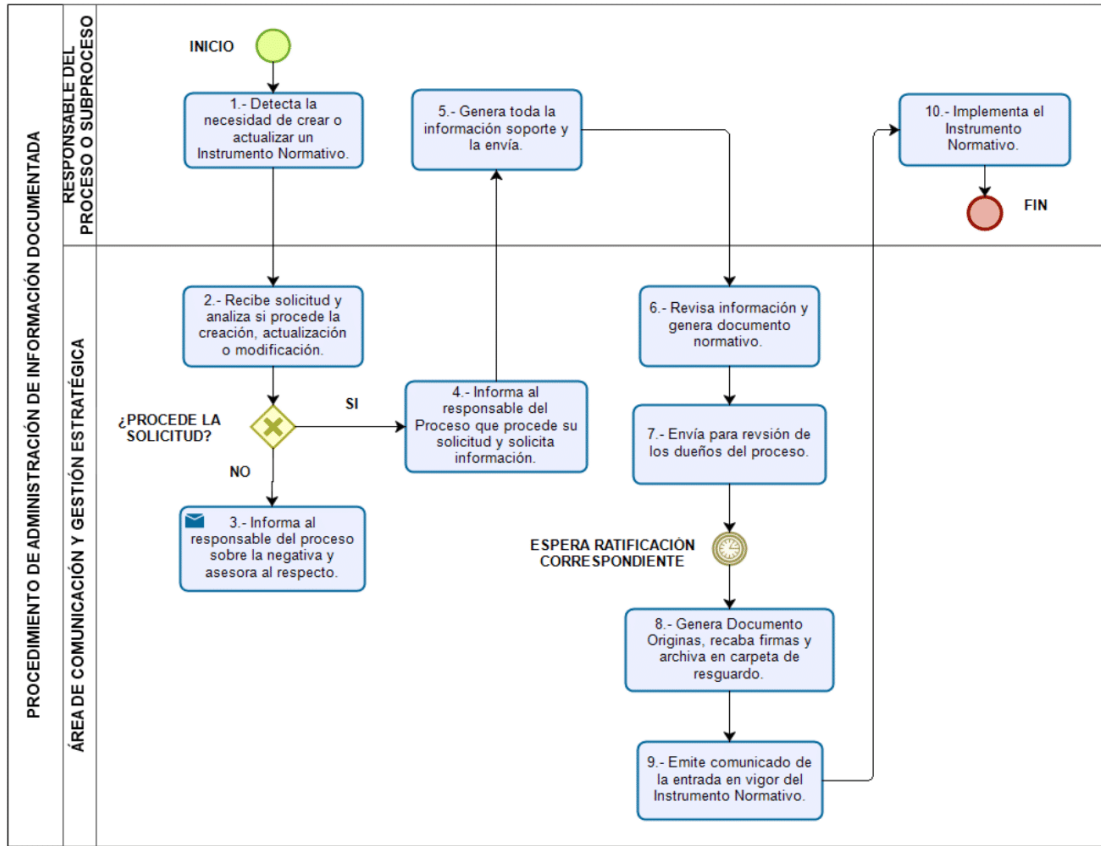 PROCEDIMIENTO DE ADMINISTRACIÓN DE INFORMACIÓN DOCUMENTADA
RESPONSABLE DEL
PROCESO O SUBPROCESO
INICIO
1.- Detecta la
necesidad de crear o
actualizar un
Instrumento Normativo.
5.- Genera toda la
información soporte y
la envía.
10.- Implementa el
Instrumento
Normativo.
FIN
ÁREA DE COMUNICACIÓN Y GESTIÓN ESTRATÉGICA
2.- Recibe solicitud y
analiza si procede la
creación, actualización
o modificación.
¿PROCEDE LA
SOLICITUD?
SI
NO
3.- Informa al
responsable del proceso
sobre la negativa y
asesora al respecto.
4.- Informa al
responsable del
Proceso que procede su
solicitud y solicita
información.
6.- Revisa información y
genera documento
normativo.
7.- Envía para revsión de
los dueños del proceso.
ESPERA RATIFICACIÓN
CORRESPONDIENTE
8.- Genera Documento
Originas, recaba firmas y
archiva en carpeta de
resguardo.
9.- Emite comunicado de
la entrada en vigor del
Instrumento Normativo.